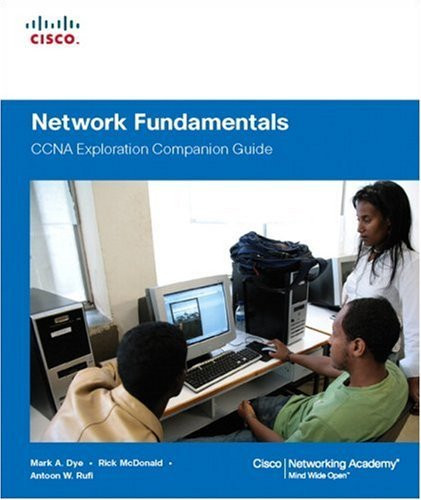 CISCO.
Network Fundamentals
CCNA Exploration Companion Guide
Mark A. Dye • Rick McDonald •
Antoon W. Rufi
Cisco | Networking Academy®
Mind Wide Open™